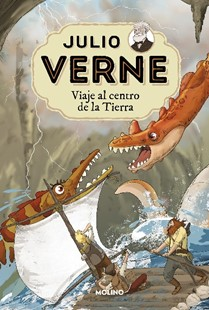 JULIO
VERNE
Viaje al centro
de la Tierra
MOLINO